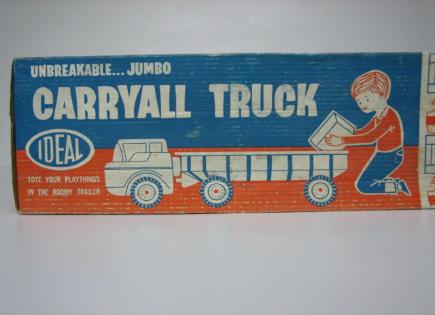 UNBREAKABLE... JUMBO
CARRYALL TRUCK
IDEAL
TOTE YOUR PLAYTHINGS
IN THE ROOMY TRAILER